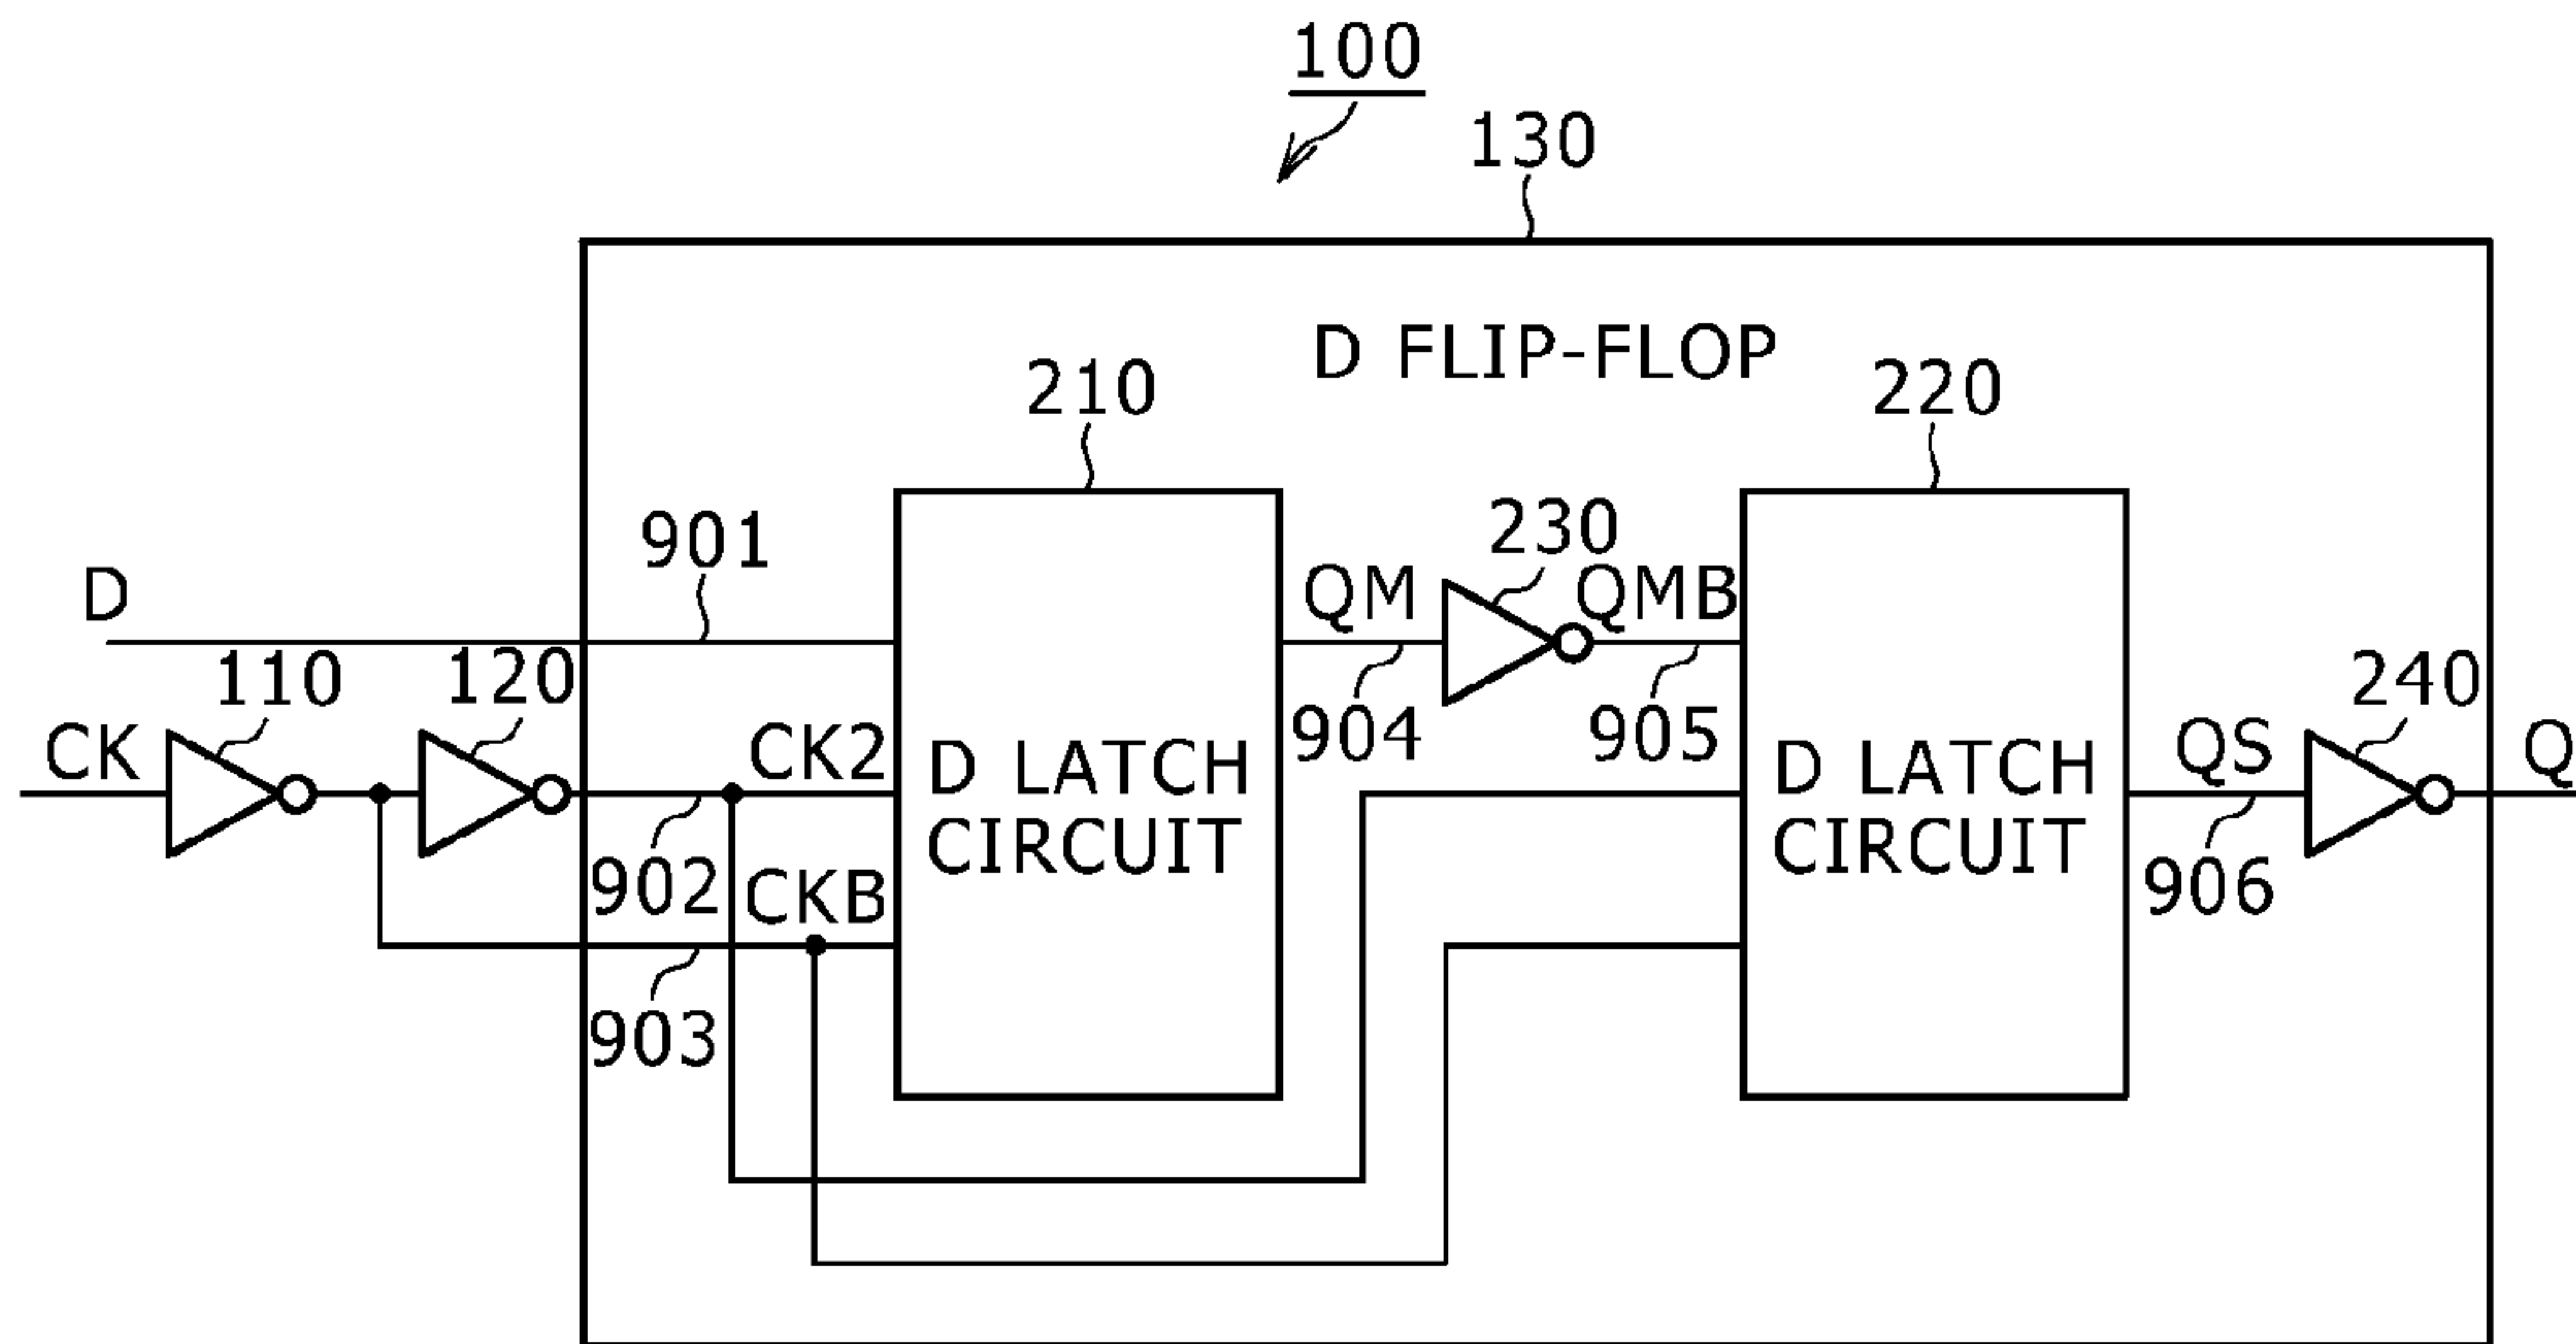 100
130
D FLIP-FLOP
210
220
901
230
D
QM
QMB
110
120
240
904
905
CK
CK2
D LATCH
CIRCUIT
D LATCH
CIRCUIT
QS
Q
902
CKB
906
903